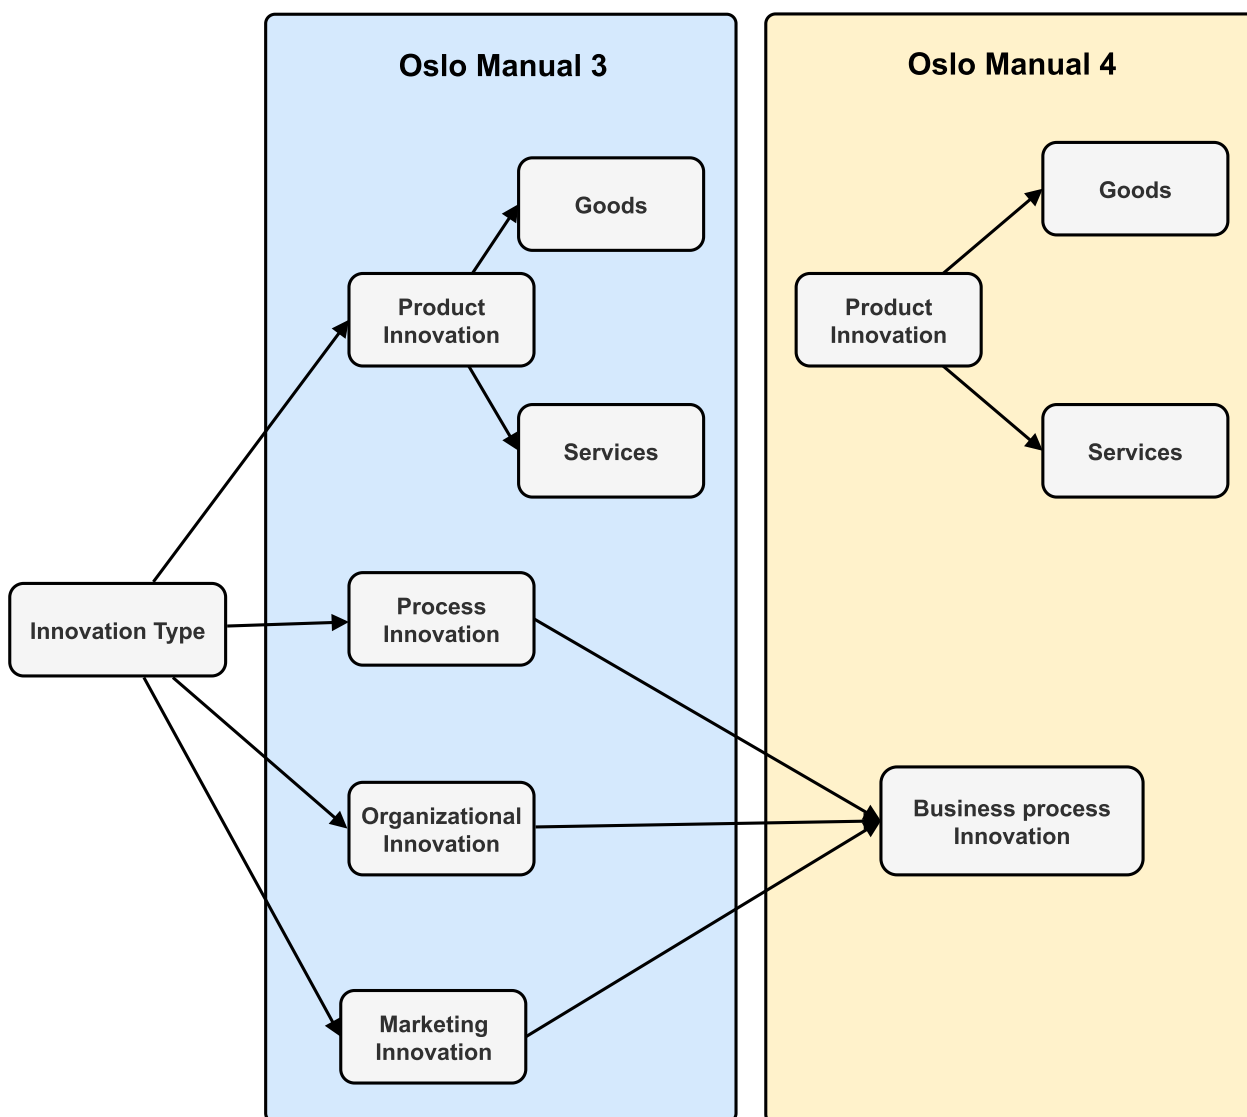 Oslo Manual 3
Oslo Manual 4
Goods
Goods
Product
Innovation
Product
Innovation
Services
Services
Innovation Type
Process
Innovation
Organizational
Innovation
Business process
Innovation
Marketing
Innovation